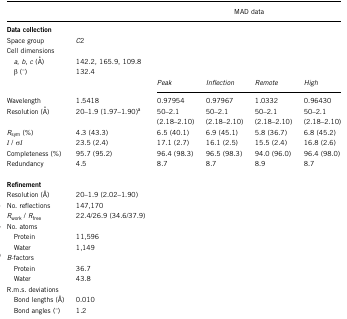 MAD data
Data collection
Space group C2
Cell dimensions
a, b, c (Å) 142.2, 165.9, 109.8
β (°) 132.4
Peak Inflection Remote High
Wavelength 1.5418 0.97954 0.97967 1.0332 0.96430
Resolution (Å) 20–1.9 (1.97–1.90)a 50–2.1 50–2.1 50–2.1 50–2.1
(2.18–2.10) (2.18–2.10) (2.18–2.10) (2.18–2.10)
Rsym (%) 4.3 (43.3) 6.5 (40.1) 6.9 (45.1) 5.8 (36.7) 6.8 (45.2)
I / σI 23.5 (2.4) 17.1 (2.7) 16.1 (2.5) 15.5 (2.4) 16.8 (2.6)
Completeness (%) 95.7 (95.2) 96.4 (98.3) 96.5 (98.3) 94.0 (96.0) 96.4 (98.0)
Redundancy 4.5 8.7 8.7 8.9 8.7
Refinement
Resolution (Å) 20–1.9 (2.02–1.90)
No. reflections 147,170
Rwork / Rfree 22.4/26.9 (34.6/37.9)
No. atoms
Protein 11,596
Water 1,149
B-factors
Protein 36.7
Water 43.8
R.m.s. deviations
Bond lengths (Å) 0.010
Bond angles (°) 1.2